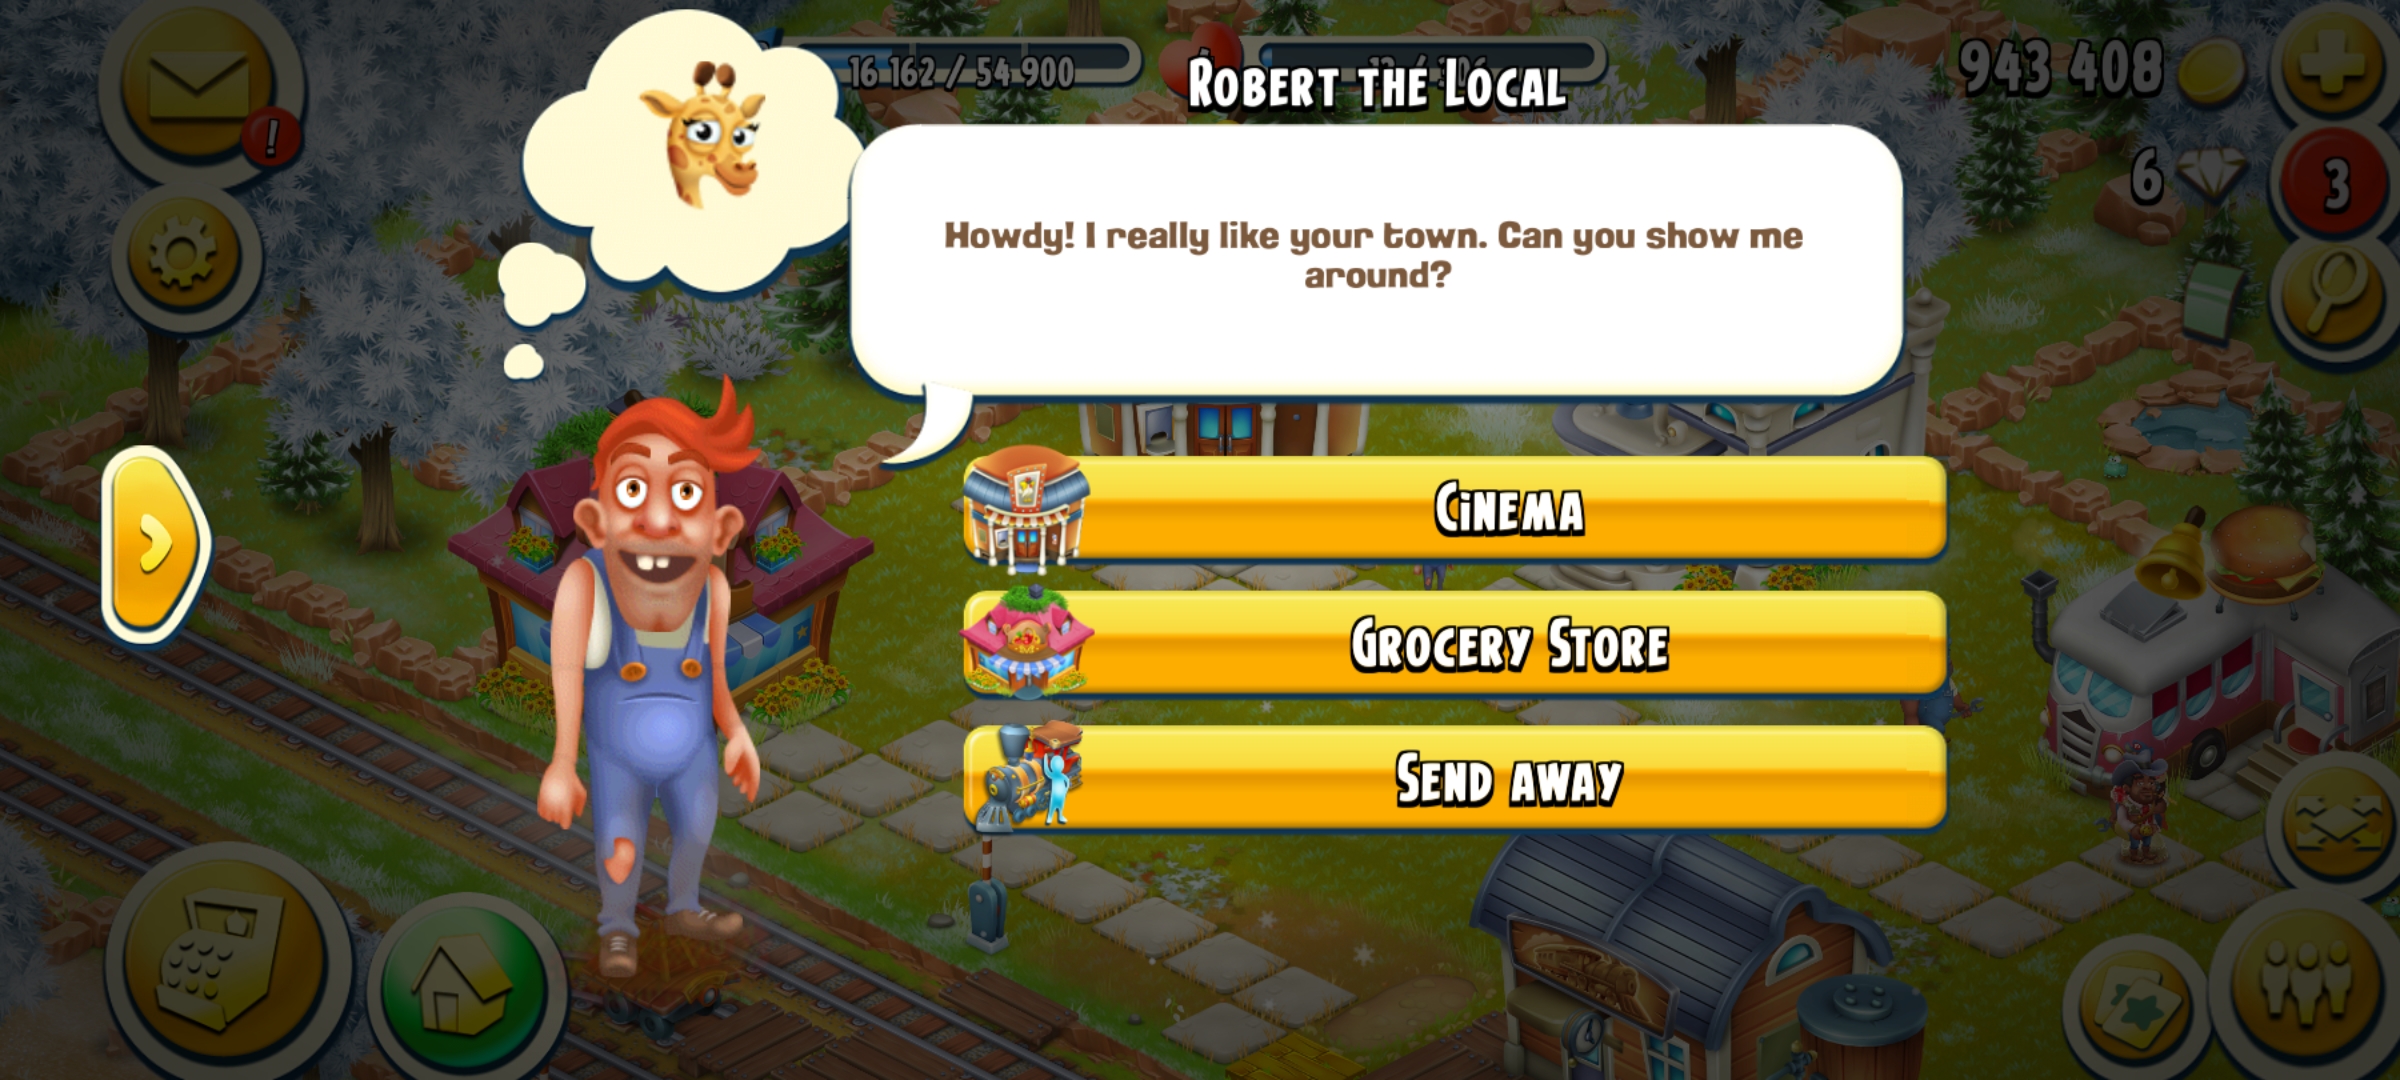 16 162 / 54 900
Robert the Local
943 408
!
6
3
Howdy! I really like your town. Can you show me
around?
Cinema
Grocery Store
Send away